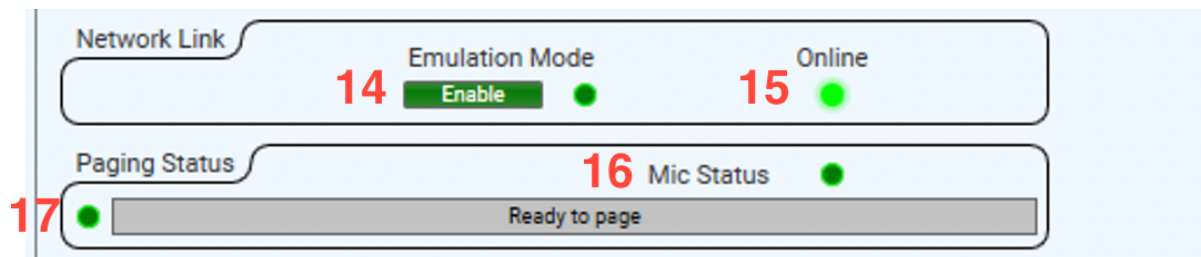 Network Link
Emulation Mode
Online
14
Enable
15
Paging Status
16
Mic Status
17
Ready to page